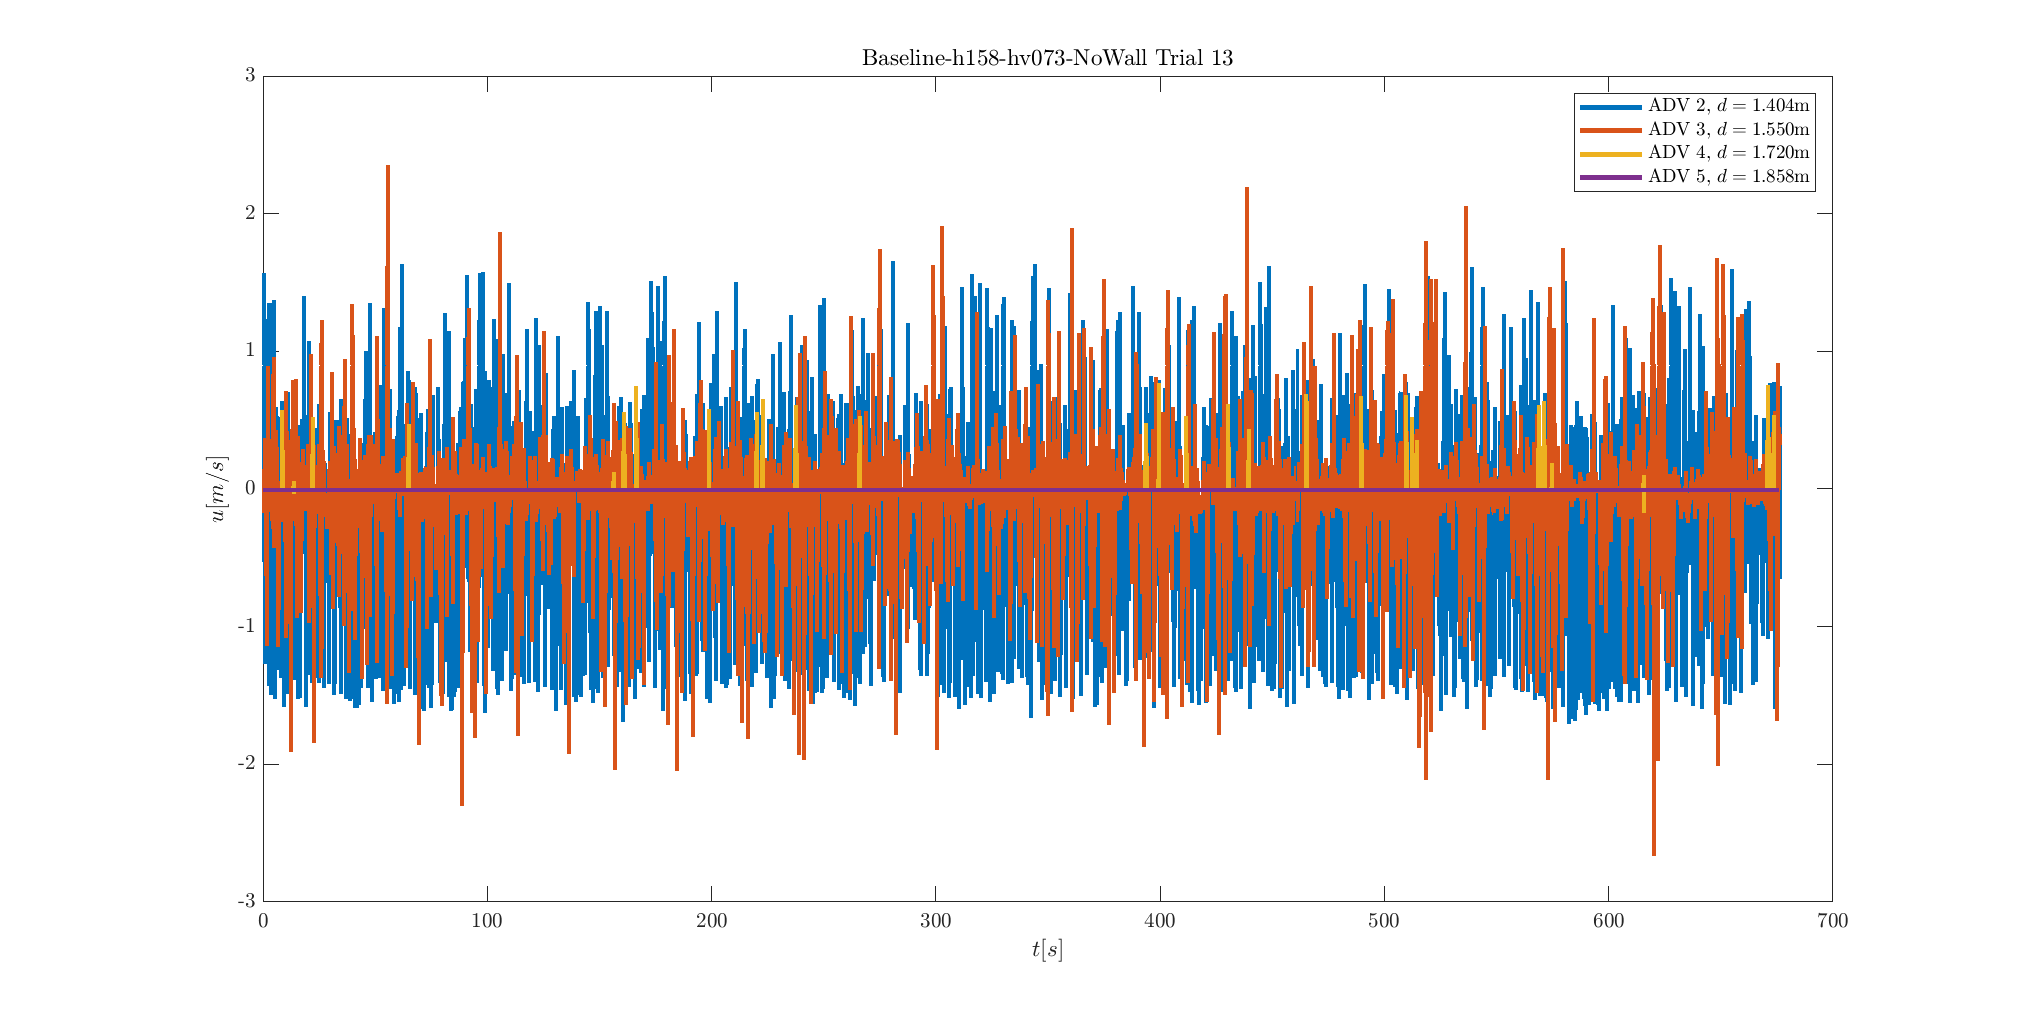 Baseline-h158-hv073-NoWall Trial 13
3
2
1
0
-1
-2
-3
u[m/s]
ADV 2, d = 1.404m
ADV 3, d = 1.550m
ADV 4, d = 1.720m
ADV 5, d = 1.858m
0 100 200 300 400 500 600 700
t[s]